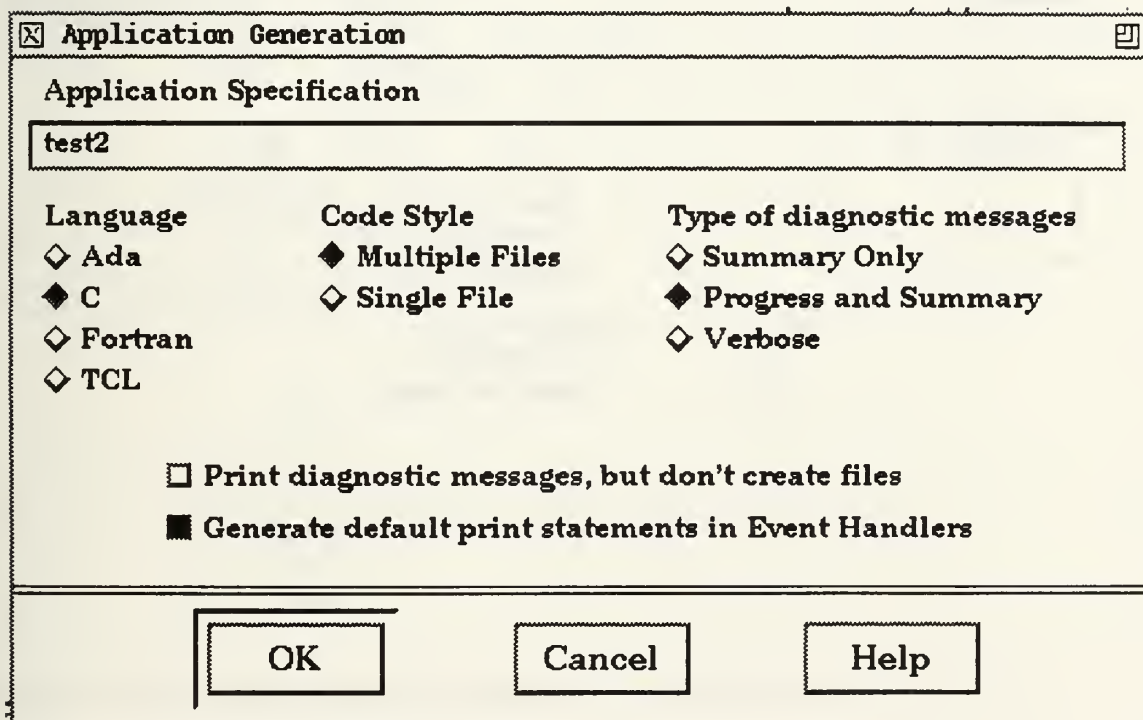 Application Generation
Application Specification
test2
Language
Ada
C
Fortran
TCL
Code Style
Multiple Files
Single File
Type of diagnostic messages
Summary Only
Progress and Summary
Verbose
Print diagnostic messages, but don't create files
Generate default print statements in Event Handlers
OK
Cancel
Help